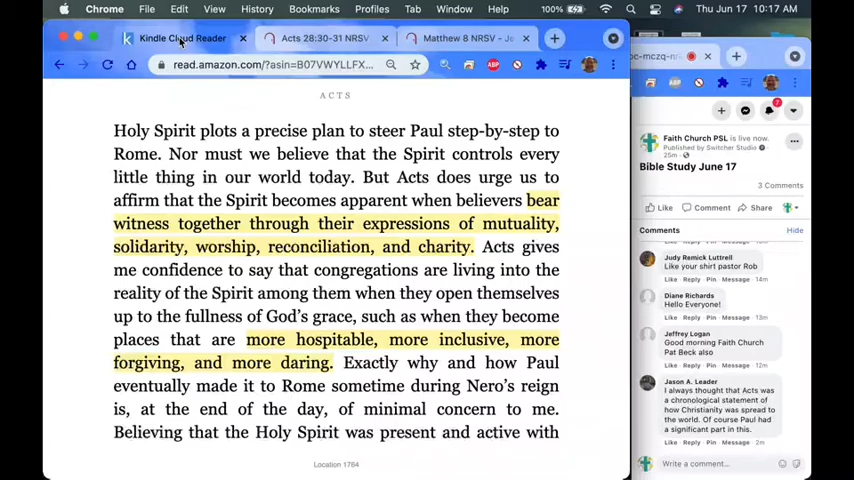 Chrome File Edit View History Bookmarks Profiles Tab Window Help 100% Thu Jun 17 10:17 AM
Kindle Cloud Reader Acts 28:30-31 NRSV Matthew 8 NRSV
read.amazon.com/?asin=B07VWYLLFX...
ACTS
Holy Spirit plots a precise plan to steer Paul step-by-step to
Rome. Nor must we believe that the Spirit controls every
little thing in our world today. But Acts does urge us to
affirm that the Spirit becomes apparent when believers bear
witness together through their expressions of mutuality,
solidarity, worship, reconciliation, and charity. Acts gives
me confidence to say that congregations are living into the
reality of the Spirit among them when they open themselves
up to the fullness of God's grace, such as when they become
places that are more hospitable, more inclusive, more
forgiving, and more daring. Exactly why and how Paul
eventually made it to Rome sometime during Nero's reign
is, at the end of the day, of minimal concern to me.
Believing that the Holy Spirit was present and active with
Location 1784
Faith Church PSL is live now.
Published by Switcher Studio
25m
Bible Study June 17
3 Comments
Like Comment Share
Comments Hide
Like Reply Pin Message 14m
Judy Remick Luttrell
Like your shirt pastor Rob
Like Reply Pin Message 14m
Diane Richards
Hello Everyone!
Like Reply Pin Message 13m
Jeffrey Logan
Good morning Faith Church
Pat Beck also
Like Reply Pin Message 12m
Jason A. Leader
I always thought that Acts was
a chronological statement of
how Christianity was spread to
the world. Of course Paul had
a significant part in this.
Like Reply Pin Message 2m
Write a comment...